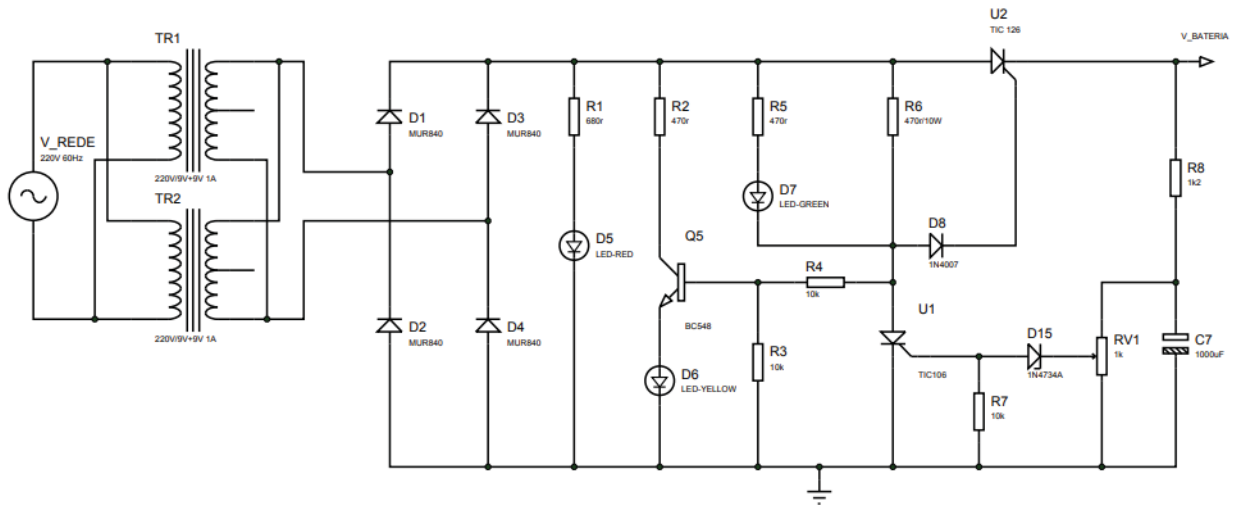 U2
TIC 126
V_BATERIA
TR1
D1
MUR840
D3
MUR840
R1
680r
R2
470r
R5
470r
R6
470r/10W
V_REDE
220V 60Hz
220V/9V+9V 1A
TR2
R8
1k2
D7
LED-GREEN
D5
LED-RED
Q5
D8
1N4007
R4
10k
BC548
U1
D2
MUR840
D4
MUR840
220V/9V+9V 1A
R3
10k
D15
1N4734A
RV1
1k
C7
1000uF
TIC106
D6
LED-YELLOW
R7
10k